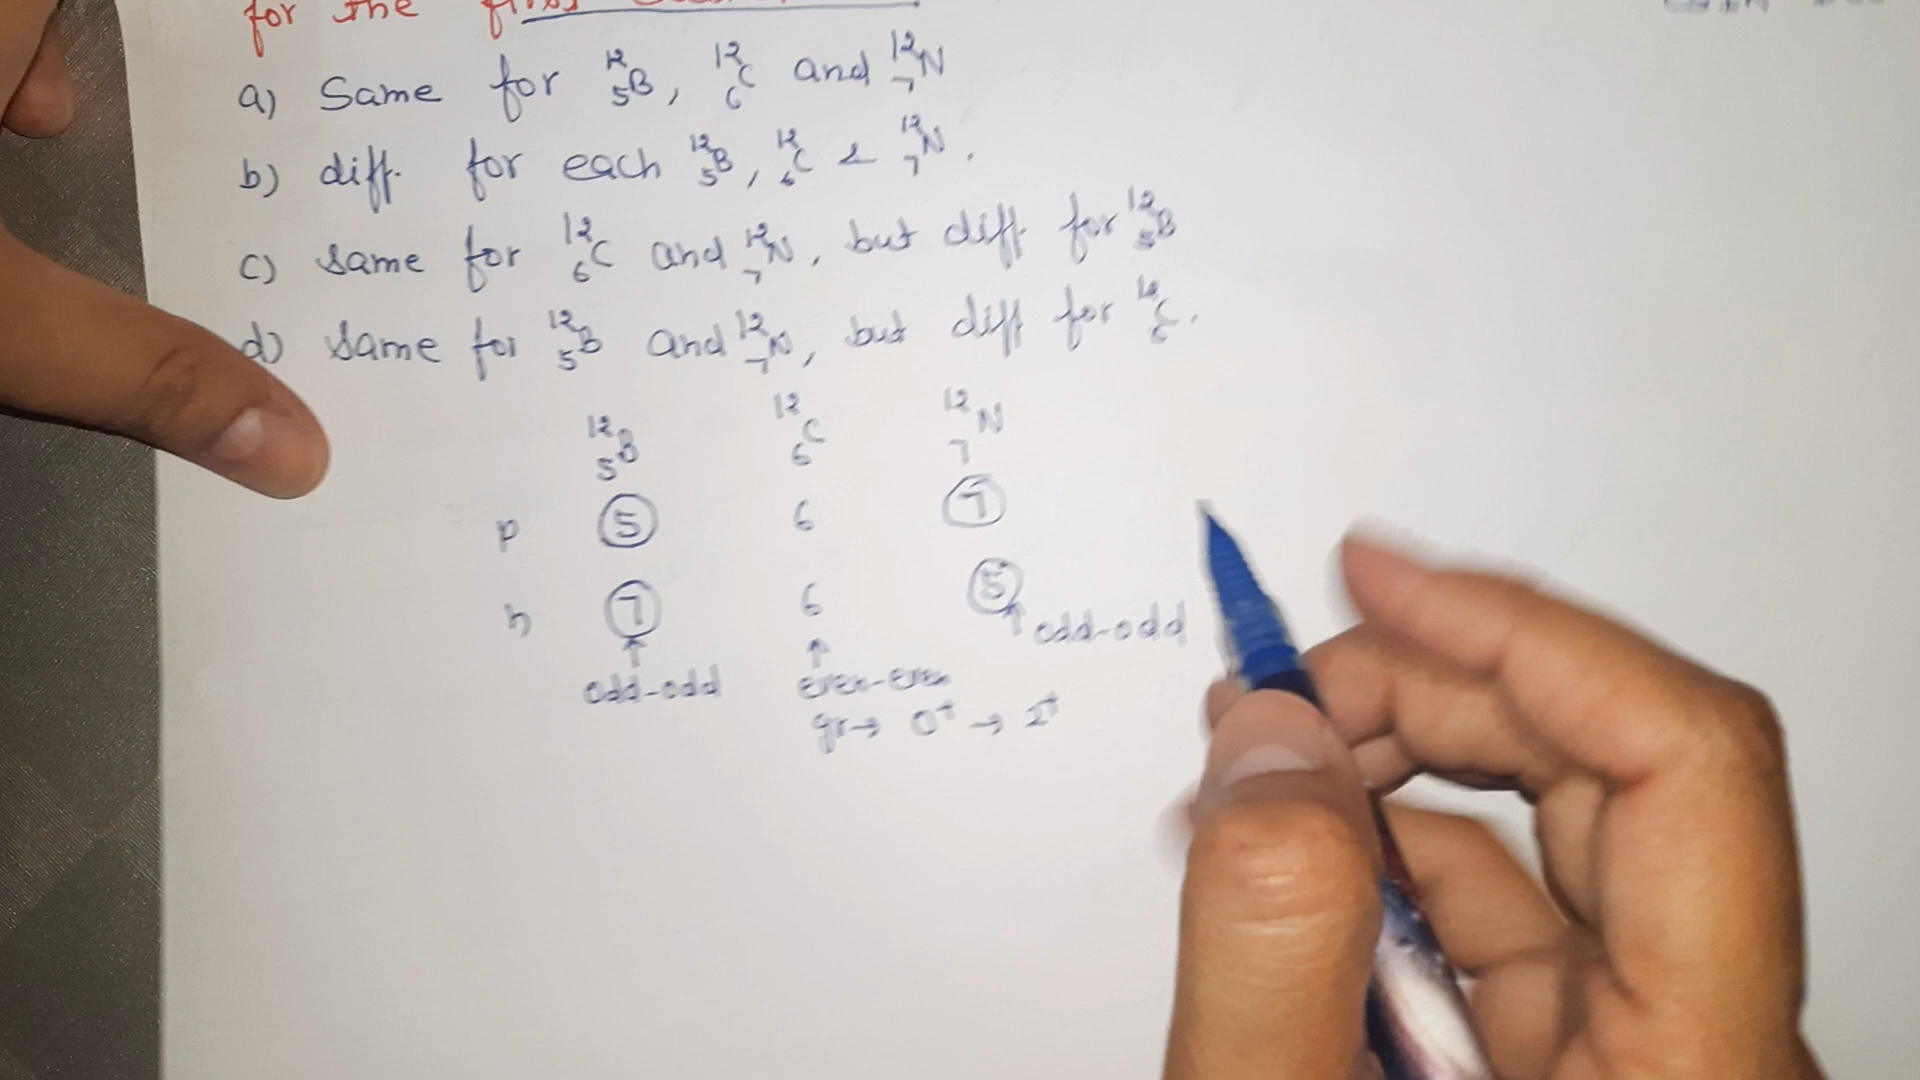 for the first
a) Same for ¹²₅B, ¹²₆C and ¹²₇N
b) diff. for each ¹²₅B, ¹²₆C & ¹²₇N.
c) Same for ¹²₆C and ¹²₇N, but diff. for ¹²₅B
d) Same for ¹²₅B and ¹²₇N, but diff for ¹²₆C.
¹²₅B ¹²₆C ¹²₇N
p 5 6 7
n 7 6 5
odd-odd even-even odd-odd
gr → 0⁺ → 2⁺